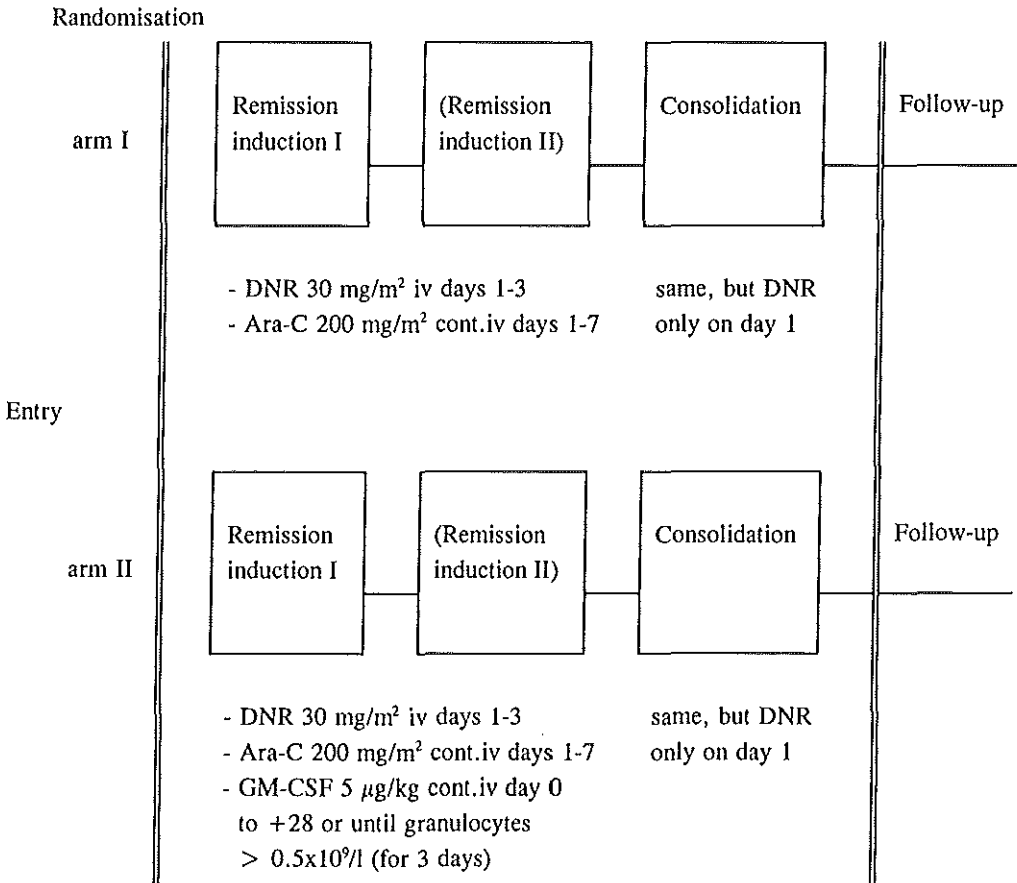 Randomisation
arm I
Remission
induction I
(Remission
induction II)
Consolidation
Follow-up
- DNR 30 mg/m² iv days 1-3
- Ara-C 200 mg/m² cont.iv days 1-7
same, but DNR
only on day 1
Entry
arm II
Remission
induction I
(Remission
induction II)
Consolidation
Follow-up
- DNR 30 mg/m² iv days 1-3
- Ara-C 200 mg/m² cont.iv days 1-7
- GM-CSF 5 µg/kg cont.iv day 0
to +28 or until granulocytes
> 0.5x10⁹/l (for 3 days)
same, but DNR
only on day 1